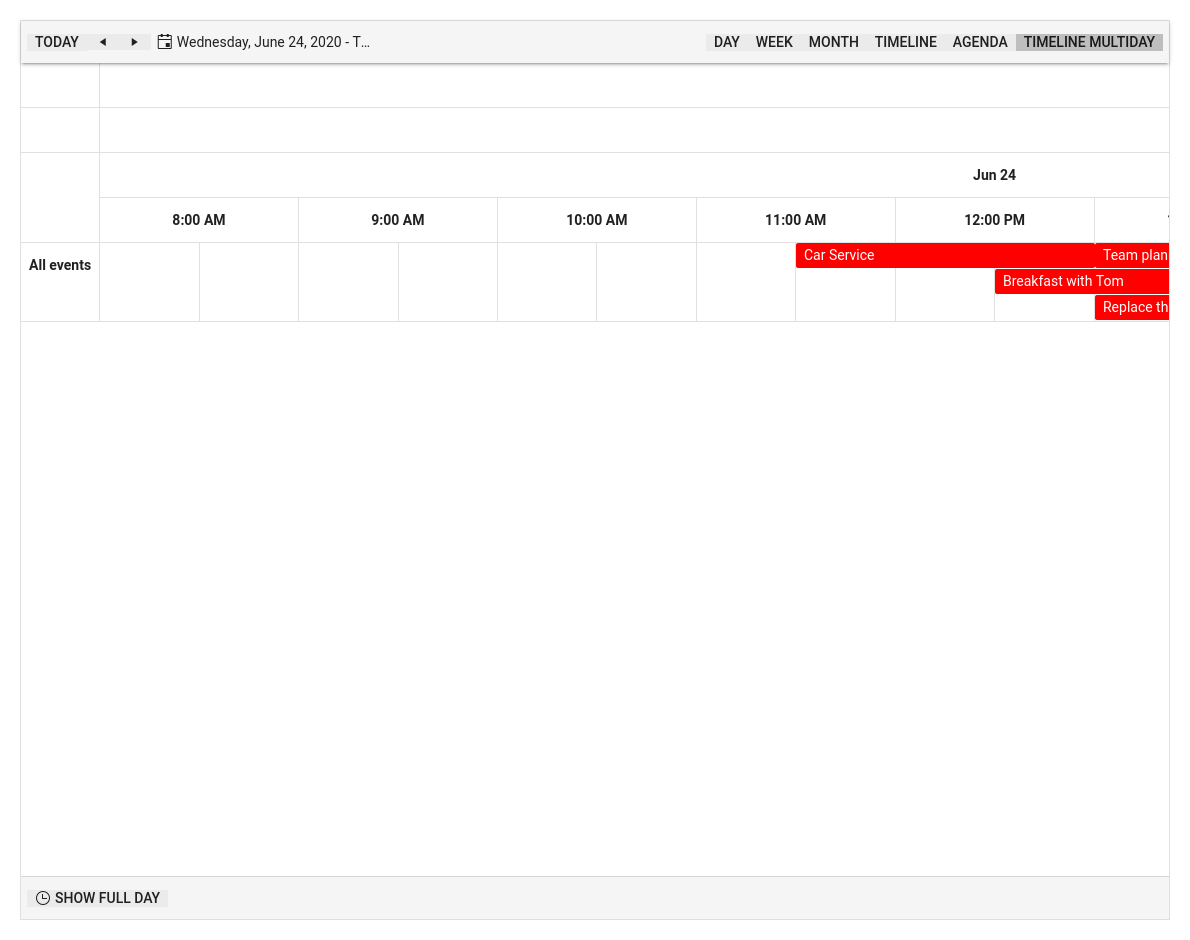 TODAY Wednesday, June 24, 2020 - T... DAY WEEK MONTH TIMELINE AGENDA TIMELINE MULTIDAY
Jun 24
8:00 AM 9:00 AM 10:00 AM 11:00 AM 12:00 PM
All events Car Service Team plan
Breakfast with Tom
Replace th
SHOW FULL DAY